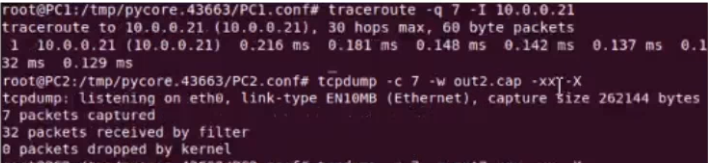 root@PC1:/tmp/pycore.43663/PC1.conf# traceroute -q 7 -I 10.0.0.21
traceroute to 10.0.0.21 (10.0.0.21), 30 hops max, 60 byte packets
 1  10.0.0.21 (10.0.0.21)  0.216 ms  0.181 ms  0.148 ms  0.142 ms  0.137 ms  0.1
32 ms  0.129 ms
root@PC2:/tmp/pycore.43663/PC2.conf# tcpdump -c 7 -w out2.cap -xx -X
tcpdump: listening on eth0, link-type EN10MB (Ethernet), capture size 262144 bytes
7 packets captured
32 packets received by filter
0 packets dropped by kernel